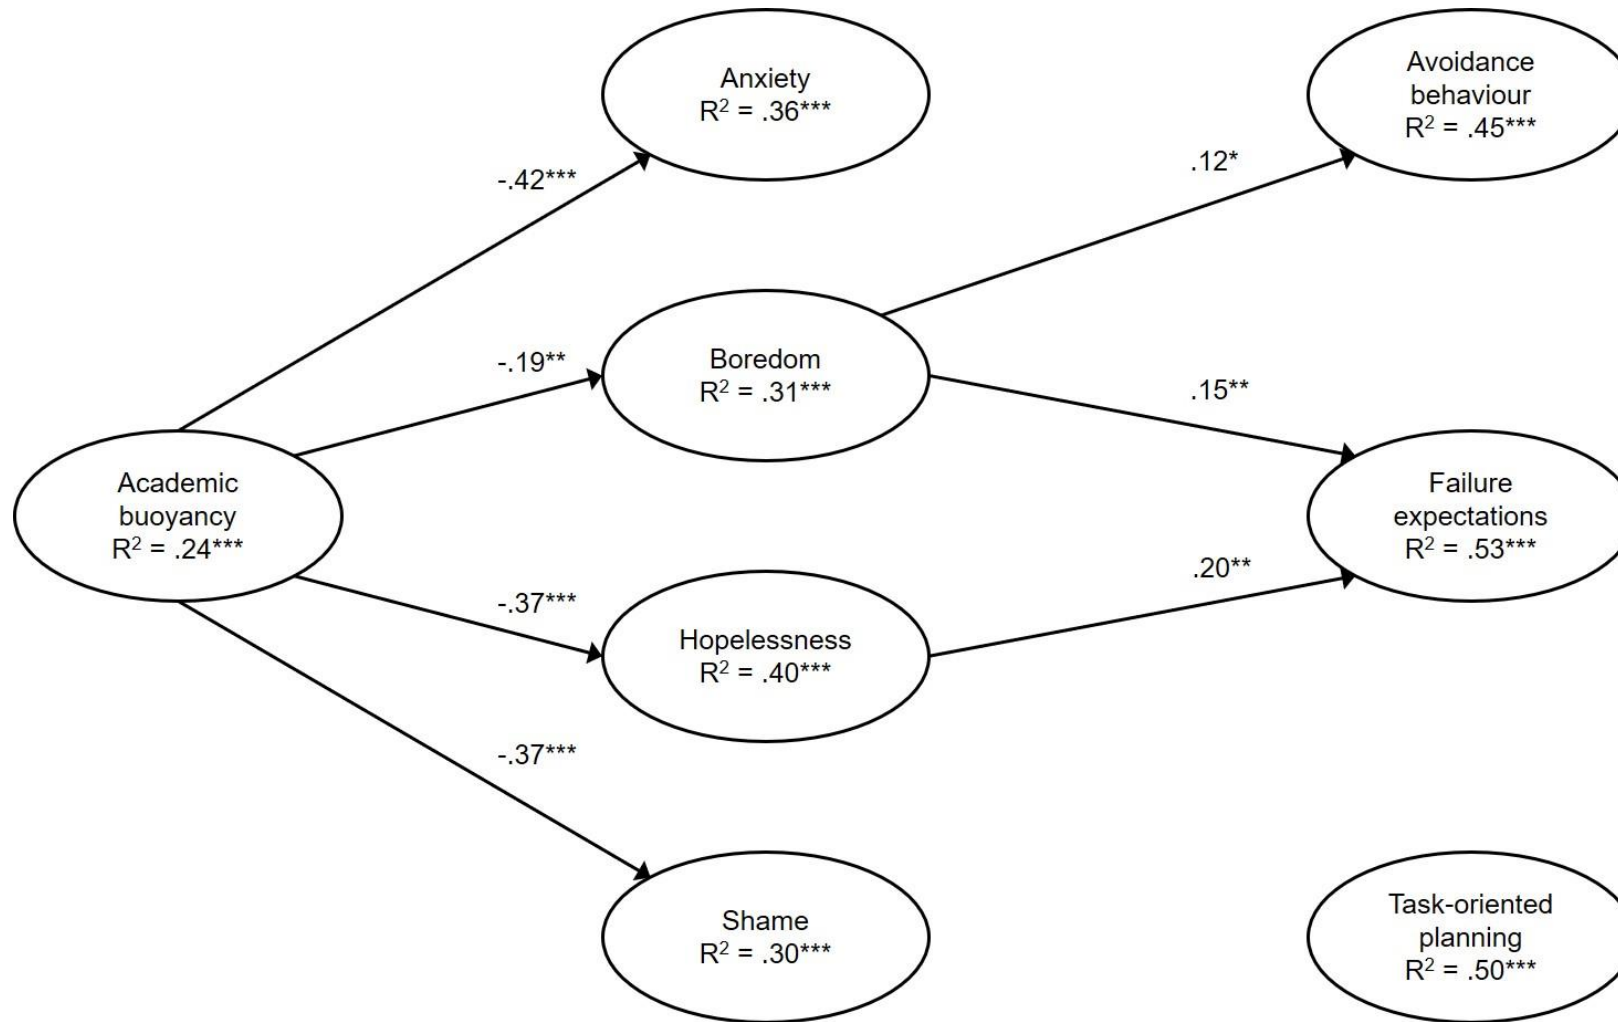 Anxiety
R² = .36***
Avoidance
behaviour
R² = .45***
-.42***
.12*
Boredom
R² = .31***
-.19**
.15**
Academic
buoyancy
R² = .24***
Failure
expectations
R² = .53***
-.37***
.20**
Hopelessness
R² = .40***
-.37***
Shame
R² = .30***
Task-oriented
planning
R² = .50***